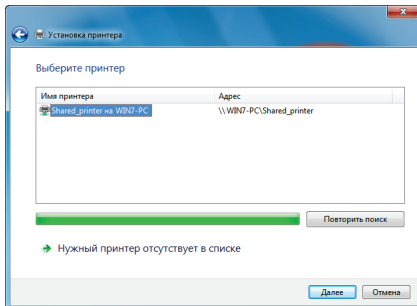 Установка принтера
Выберите принтер
Имя принтера Адрес
Shared_printer на WIN7-PC \\WIN7-PC\Shared_printer
Повторить поиск
Нужный принтер отсутствует в списке
Далее Отмена